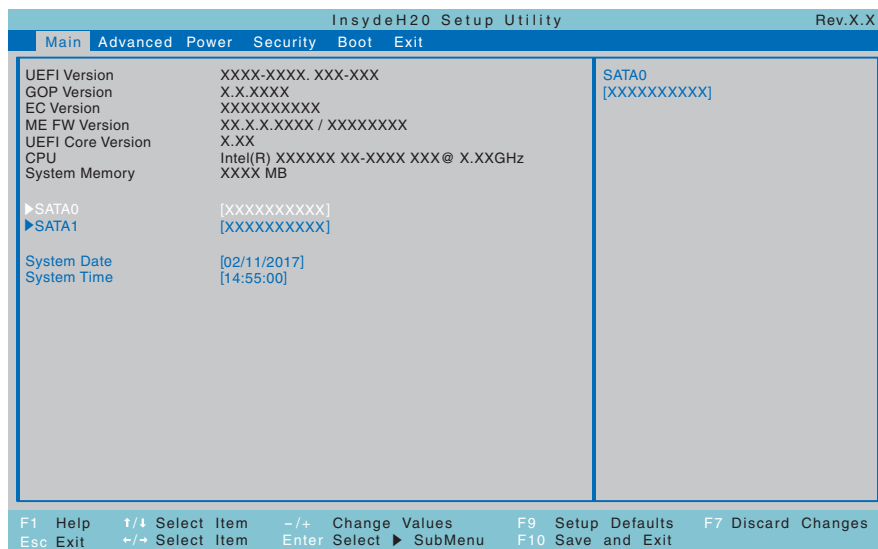 InsydeH20 Setup Utility Rev.X.X
Main Advanced Power Security Boot Exit
UEFI Version XXXX-XXXX. XXX-XXX
GOP Version X.X.XXXX
EC Version XXXXXXXXXX
ME FW Version XX.X.X.XXXX / XXXXXXXX
UEFI Core Version X.XX
CPU Intel(R) XXXXXX XX-XXXX XXX@ X.XXGHz
System Memory XXXX MB
▶SATA0 [XXXXXXXXXX]
▶SATA1 [XXXXXXXXXX]
System Date [02/11/2017]
System Time [14:55:00]
SATA0
[XXXXXXXXXX]
F1 Help ↑/↓ Select Item −/+ Change Values F9 Setup Defaults F7 Discard Changes
Esc Exit ←/→ Select Item Enter Select ▶ SubMenu F10 Save and Exit